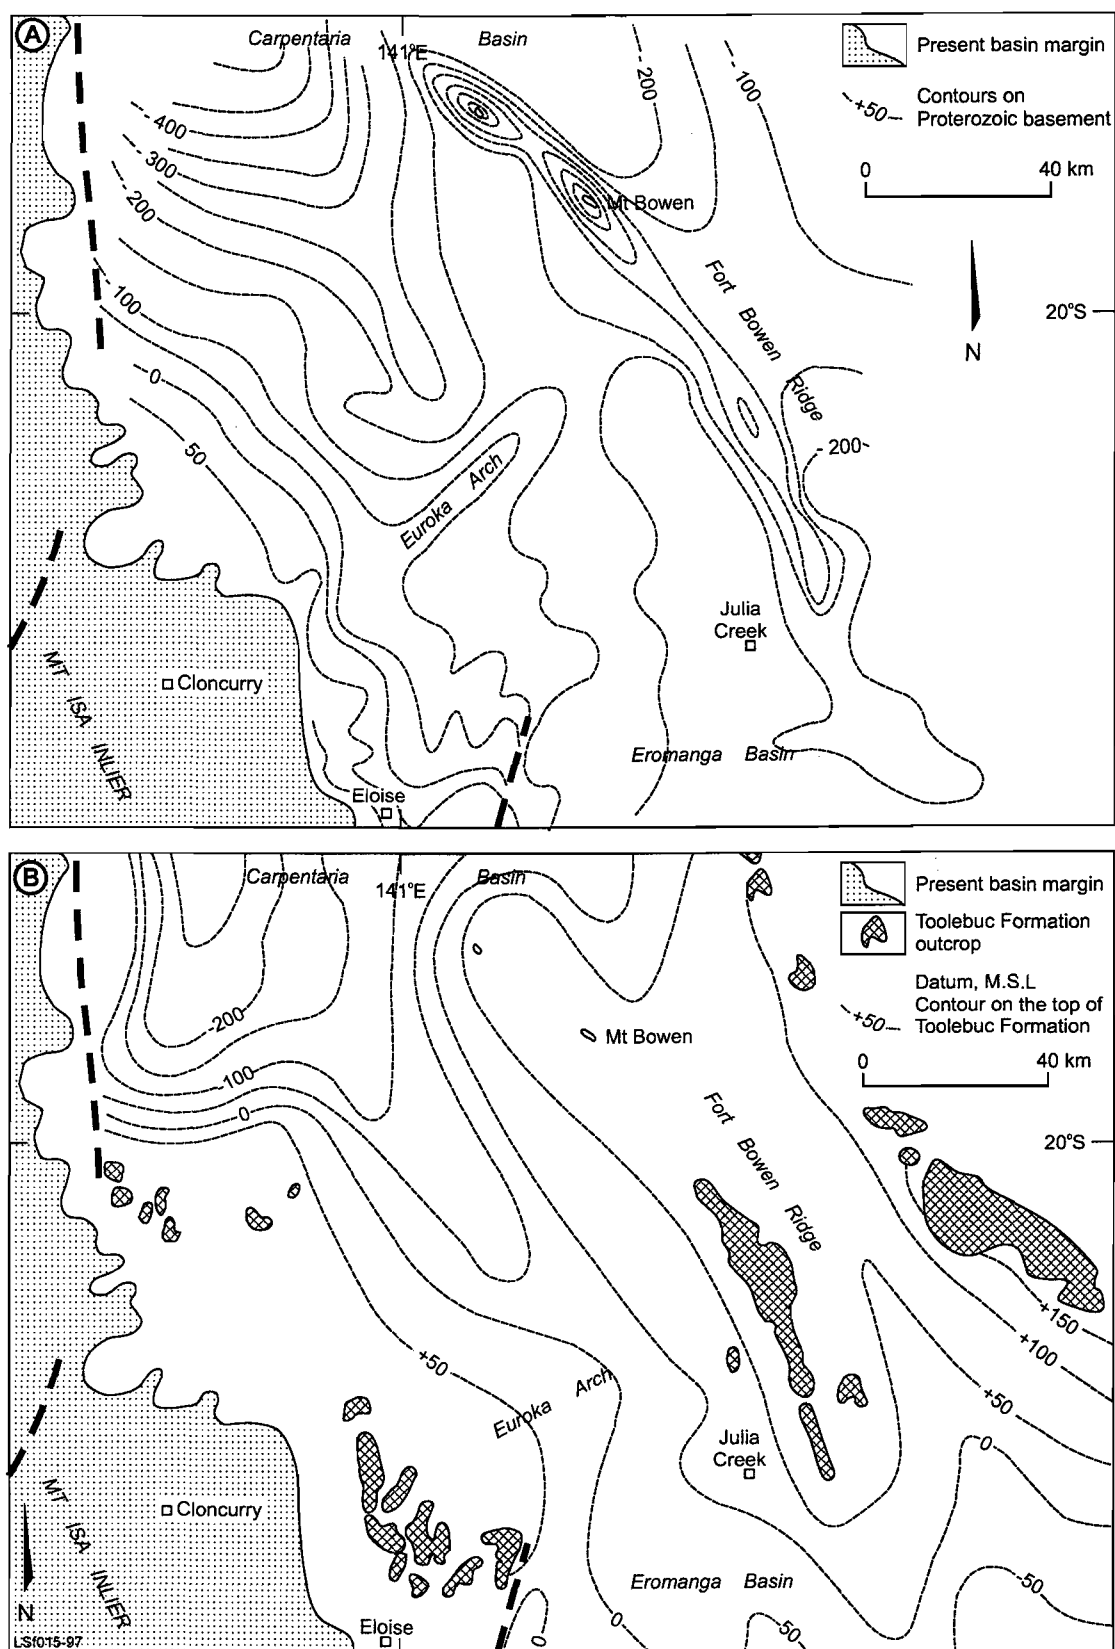 A
Carpentaria Basin
141°E
- 200
- 100
Present basin margin
+50
Contours on
Proterozoic basement
0 40 km
- 400
- 300
- 200
- 100
0
50
Mt Bowen
Fort Bowen Ridge
20°S
N
- 200
Euroka Arch
Julia
Creek
MT ISA INLIER
Cloncurry
Eromanga Basin
Eloise
B
Carpentaria Basin
141°E
Present basin margin
Toolebuc Formation
outcrop
Datum, M.S.L
Contour on the top of
Toolebuc Formation
+50
0 40 km
-200
-100
0
Mt Bowen
Fort Bowen Ridge
20°S
+150
+100
+50
0
+50
Euroka Arch
Julia
Creek
MT ISA INLIER
Cloncurry
Eromanga Basin
-50
-50
0
0
N
Eloise
LSf015-97